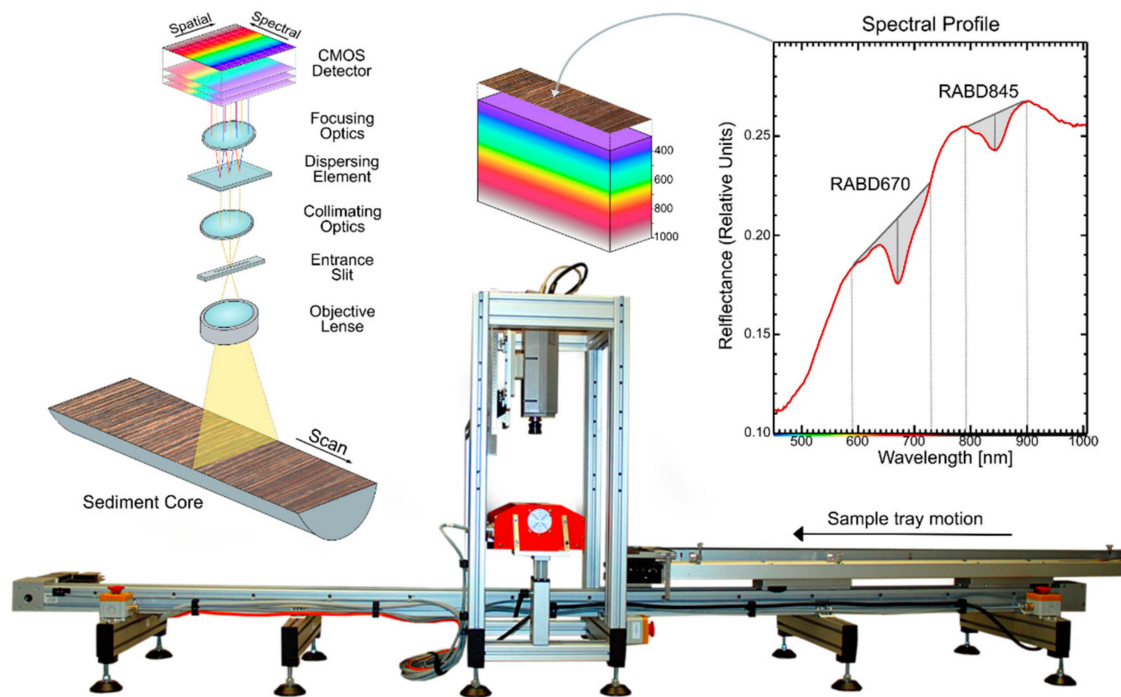 Spatial
Spectral
CMOS
Detector
Focusing
Optics
Dispersing
Element
Collimating
Optics
Entrance
Slit
Objective
Lense
Scan
Sediment Core
400
600
800
1000
Spectral Profile
RABD845
RABD670
Relflectance (Relative Units)
0.25
0.20
0.15
0.10
500
600
700
800
900
1000
Wavelength [nm]
Sample tray motion